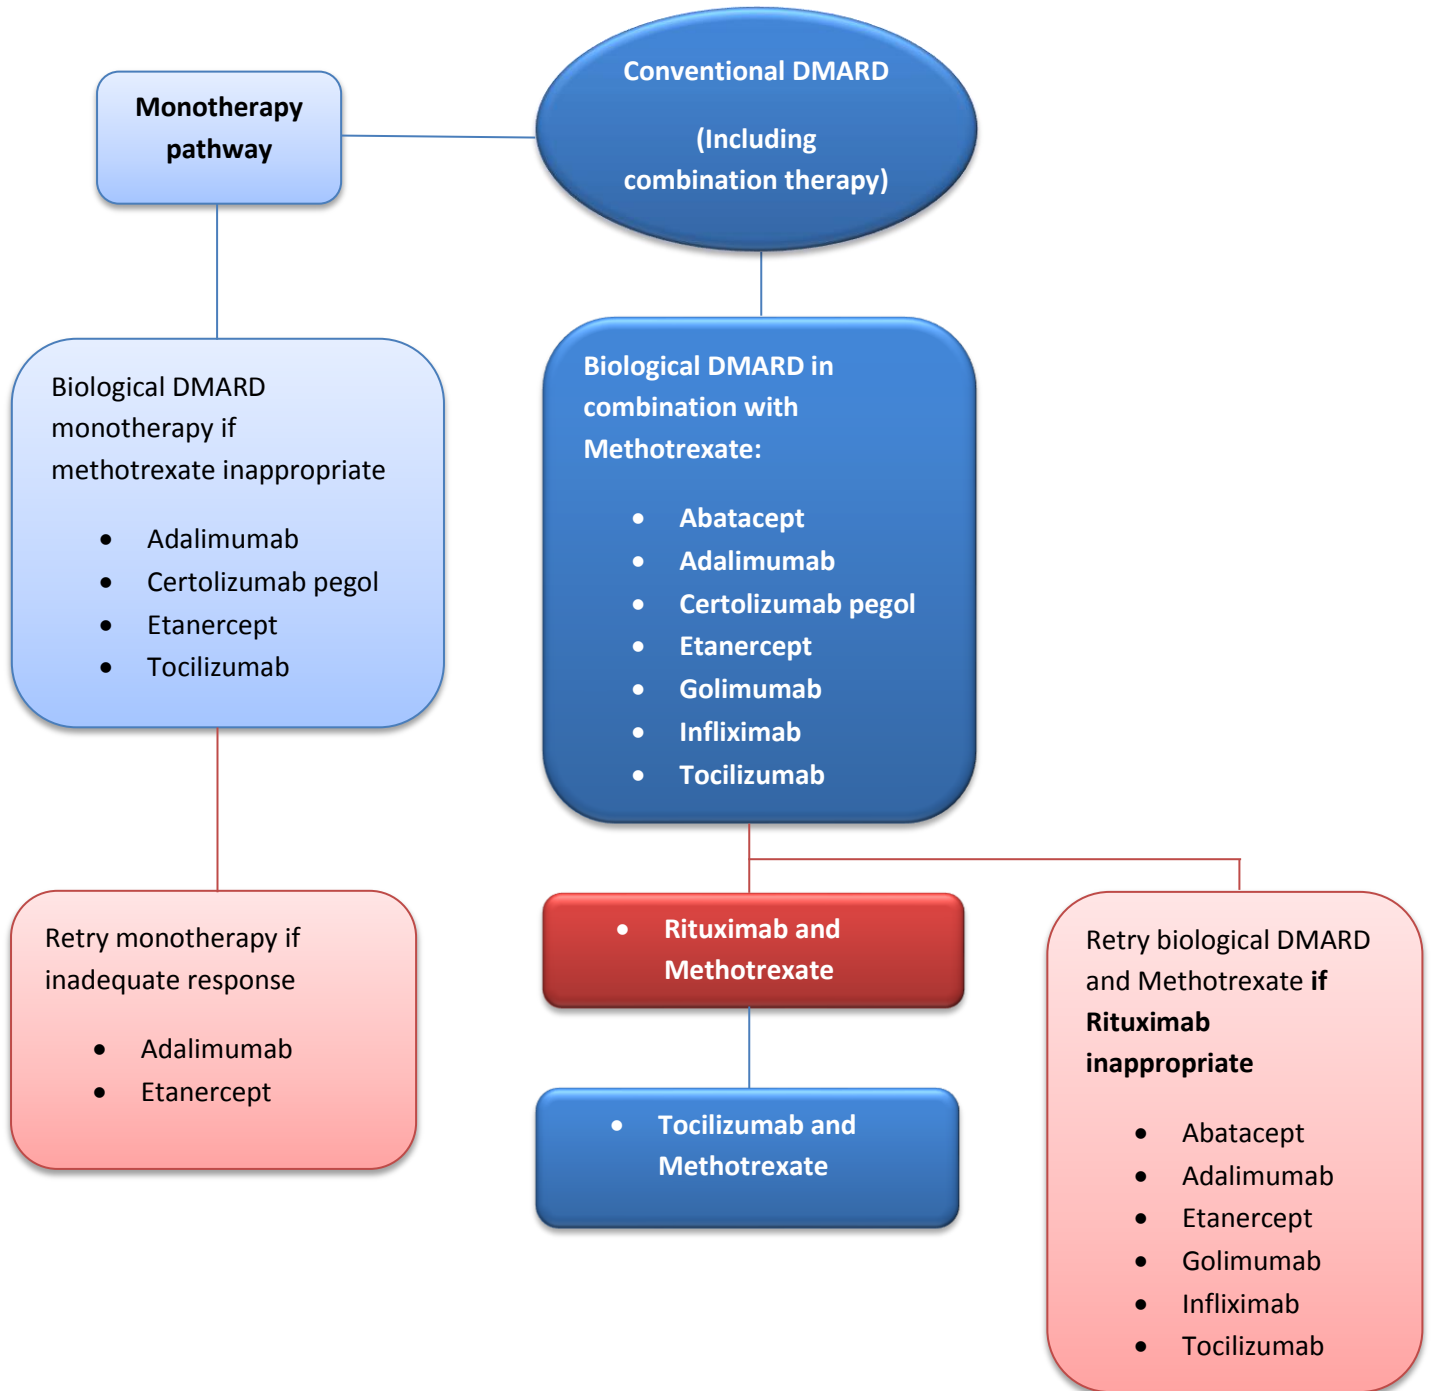 Monotherapy
pathway
Conventional DMARD
(Including
combination therapy)
Biological DMARD
monotherapy if
methotrexate inappropriate
• Adalimumab
• Certolizumab pegol
• Etanercept
• Tocilizumab
Biological DMARD in
combination with
Methotrexate:
• Abatacept
• Adalimumab
• Certolizumab pegol
• Etanercept
• Golimumab
• Infliximab
• Tocilizumab
Retry monotherapy if
inadequate response
• Adalimumab
• Etanercept
• Rituximab and
Methotrexate
• Tocilizumab and
Methotrexate
Retry biological DMARD
and Methotrexate if
Rituximab
inappropriate
• Abatacept
• Adalimumab
• Etanercept
• Golimumab
• Infliximab
• Tocilizumab